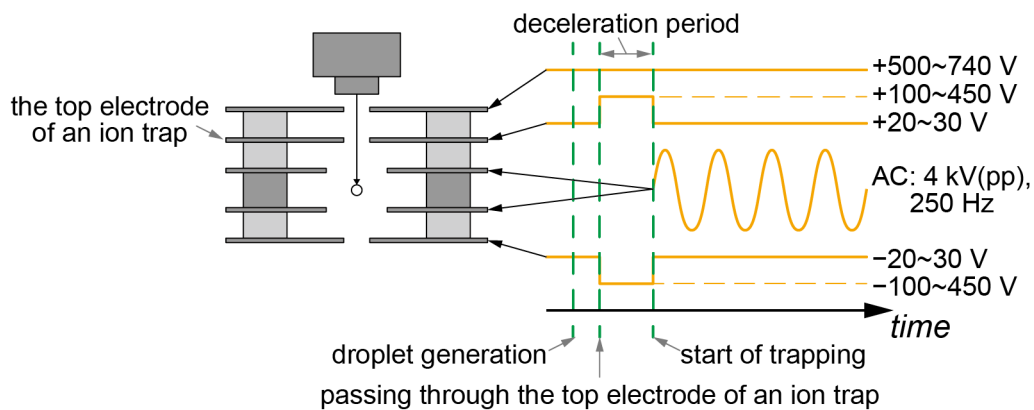 deceleration period
+500~740 V
+100~450 V
+20~30 V
the top electrode
of an ion trap
AC: 4 kV(pp),
250 Hz
−20~30 V
−100~450 V
time
droplet generation
start of trapping
passing through the top electrode of an ion trap